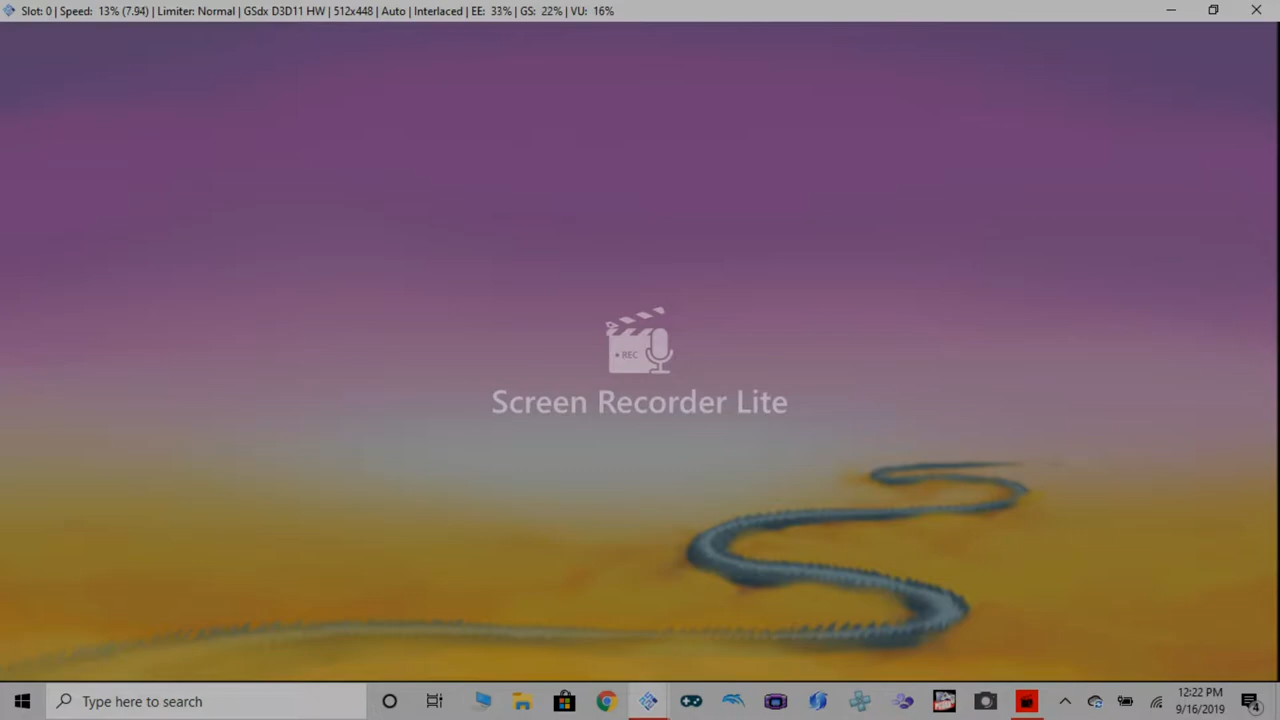 Slot: 0 | Speed: 13% (7.94) | Limiter: Normal | GSdx D3D11 HW | 512x448 | Auto | Interlaced | EE: 33% | GS: 22% | VU: 16%
REC
Screen Recorder Lite
Type here to search
12:22 PM
9/16/2019
4